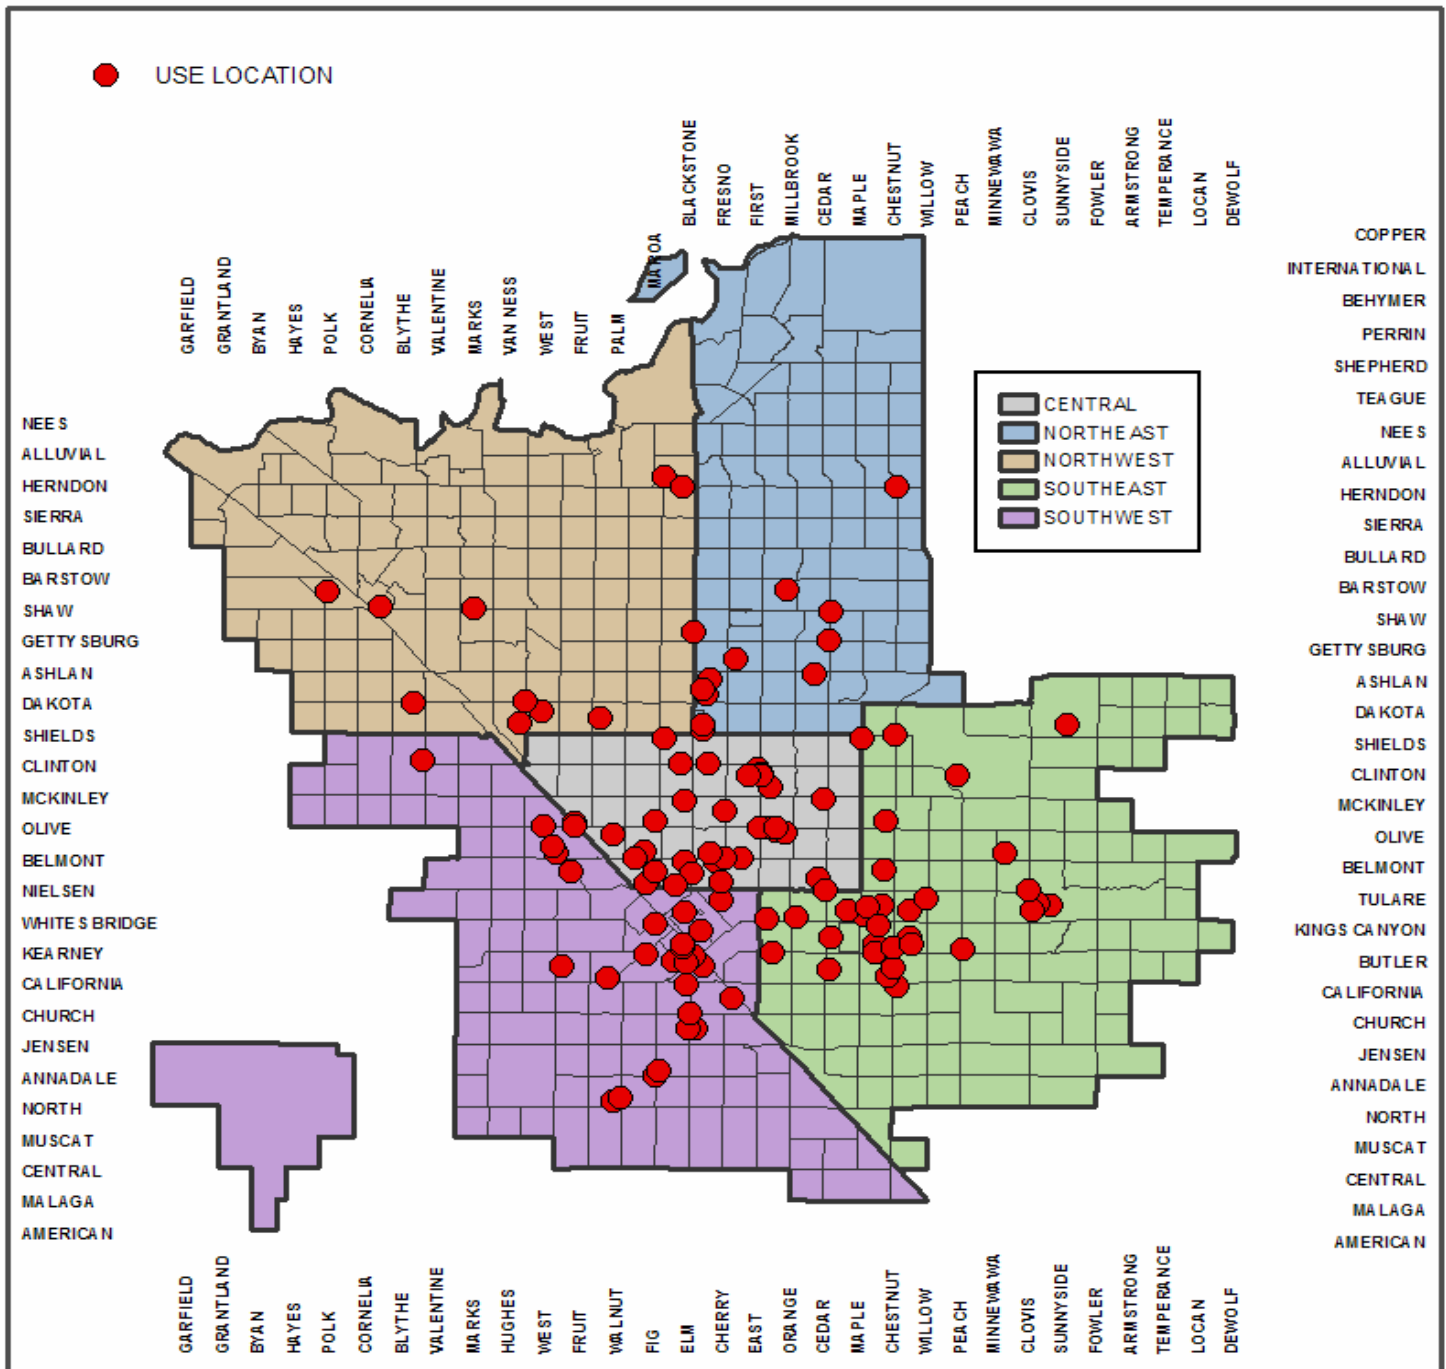 USE LOCATION
BLACKSTONE
FRESNO
FIRST
MILLBROOK
CEDAR
MAPLE
CHESTNUT
WILLOW
PEACH
MINNEWAWA
CLOVIS
SUNNYSIDE
FOWLER
ARMSTRONG
TEMPERANCE
LOCAN
DEWOLF
MAROA
GARFIELD
GRANTLAND
BYAN
HAYES
POLK
CORNELIA
BLYTHE
VALENTINE
MARKS
VAN NESS
WEST
FRUIT
PALM
COPPER
INTERNATIONAL
BEHYMER
PERRIN
SHEPHERD
TEAGUE
NEES
ALLUVIAL
HERNDON
SIERRA
BULLARD
BARSTOW
SHAW
GETTYSBURG
ASHLAN
DAKOTA
SHIELDS
CLINTON
MCKINLEY
OLIVE
BELMONT
TULARE
KINGS CANYON
BUTLER
CALIFORNIA
CHURCH
JENSEN
ANNADALE
NORTH
MUSCAT
CENTRAL
MALAGA
AMERICAN
CENTRAL
NORTHEAST
NORTHWEST
SOUTHEAST
SOUTHWEST
NEES
ALLUVIAL
HERNDON
SIERRA
BULLARD
BARSTOW
SHAW
GETTYSBURG
ASHLAN
DAKOTA
SHIELDS
CLINTON
MCKINLEY
OLIVE
BELMONT
NIELSEN
WHITESBRIDGE
KEARNEY
CALIFORNIA
CHURCH
JENSEN
ANNADALE
NORTH
MUSCAT
CENTRAL
MALAGA
AMERICAN
GARFIELD
GRANTLAND
BYAN
HAYES
POLK
CORNELIA
BLYTHE
VALENTINE
MARKS
HUGHES
WEST
FRUIT
WALNUT
FIG
ELM
CHERRY
EAST
ORANGE
CEDAR
MAPLE
CHESTNUT
WILLOW
PEACH
MINNEWAWA
CLOVIS
SUNNYSIDE
FOWLER
ARMSTRONG
TEMPERANCE
LOCAN
DEWOLF